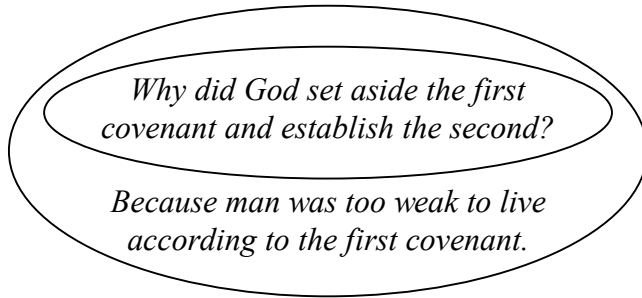 Why did God set aside the first
covenant and establish the second?
Because man was too weak to live
according to the first covenant.